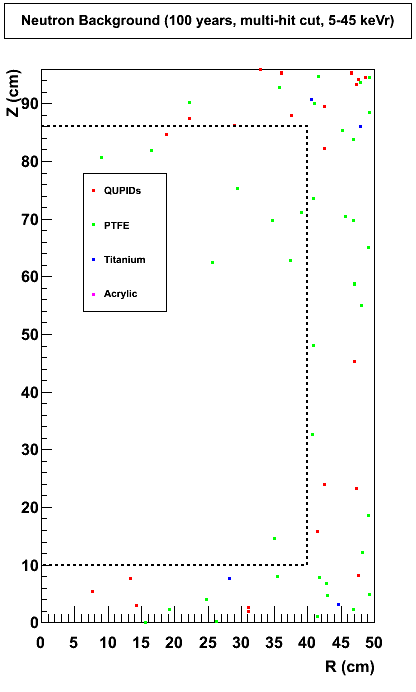 Neutron Background (100 years, multi-hit cut, 5-45 keVr)
Z (cm)
90
80
70
60
50
40
30
20
10
0
QUPIDs
PTFE
Titanium
Acrylic
0 5 10 15 20 25 30 35 40 45 50
R (cm)